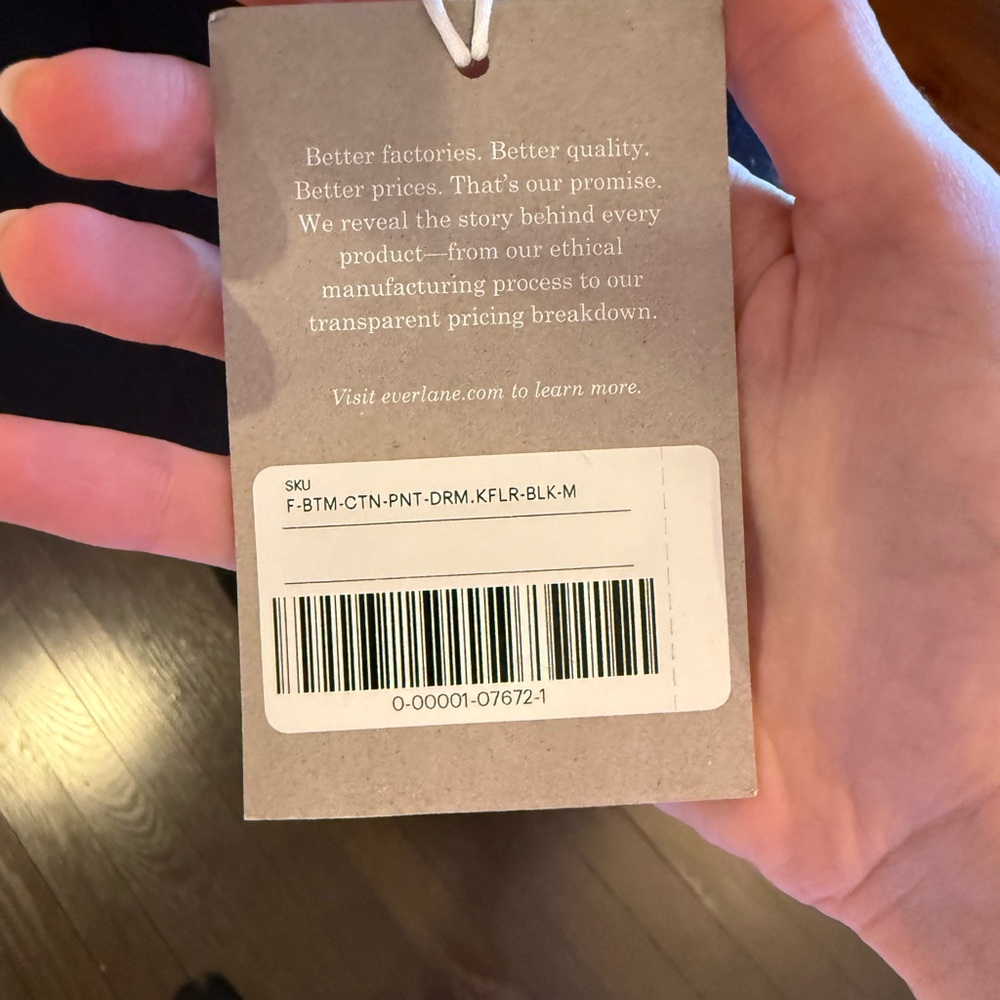 Better factories. Better quality.
Better prices. That's our promise.
We reveal the story behind every
product—from our ethical
manufacturing process to our
transparent pricing breakdown.
Visit everlane.com to learn more.
SKU
F-BTM-CTN-PNT-DRM.KFLR-BLK-M
0-00001-07672-1